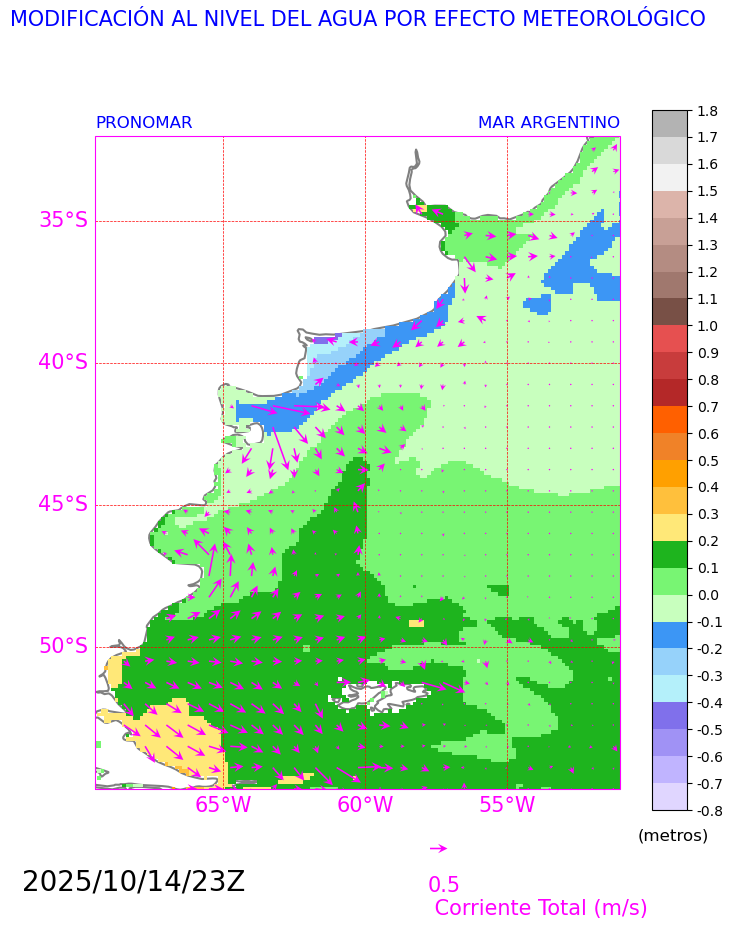 MODIFICACIÓN AL NIVEL DEL AGUA POR EFECTO METEOROLÓGICO
PRONOMAR
MAR ARGENTINO
35°S
40°S
45°S
50°S
65°W
60°W
55°W
1.8
1.7
1.6
1.5
1.4
1.3
1.2
1.1
1.0
0.9
0.8
0.7
0.6
0.5
0.4
0.3
0.2
0.1
0.0
-0.1
-0.2
-0.3
-0.4
-0.5
-0.6
-0.7
-0.8
(metros)
2025/10/14/23Z
0.5
Corriente Total (m/s)